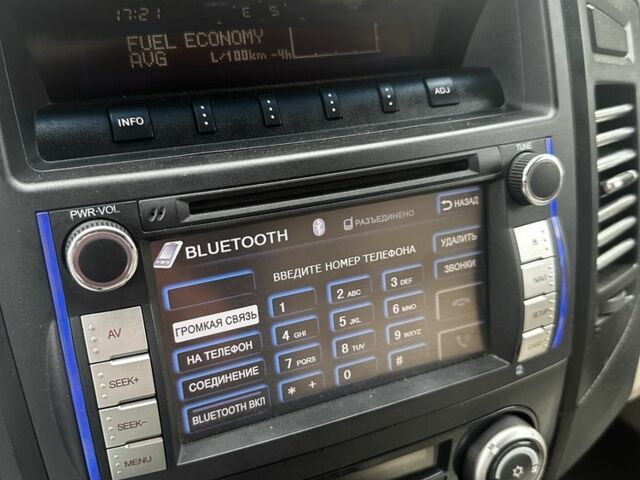 17:21 E S
FUEL ECONOMY
AVG L/100km -4h
INFO
ADJ
PWR-VOL
TUNE
BLUETOOTH
РАЗЪЕДИНЕНО
НАЗАД
ВВЕДИТЕ НОМЕР ТЕЛЕФОНА
УДАЛИТЬ
ЗВОНКИ
ГРОМКАЯ СВЯЗЬ
НА ТЕЛЕФОН
СОЕДИНЕНИЕ
BLUETOOTH ВКЛ
1 2 ABC 3 DEF
4 GHI 5 JKL 6 MNO
7 PQRS 8 TUV 9 WXYZ
* + 0 #
AV
SEEK+
SEEK-
MENU
NAVI
SETUP